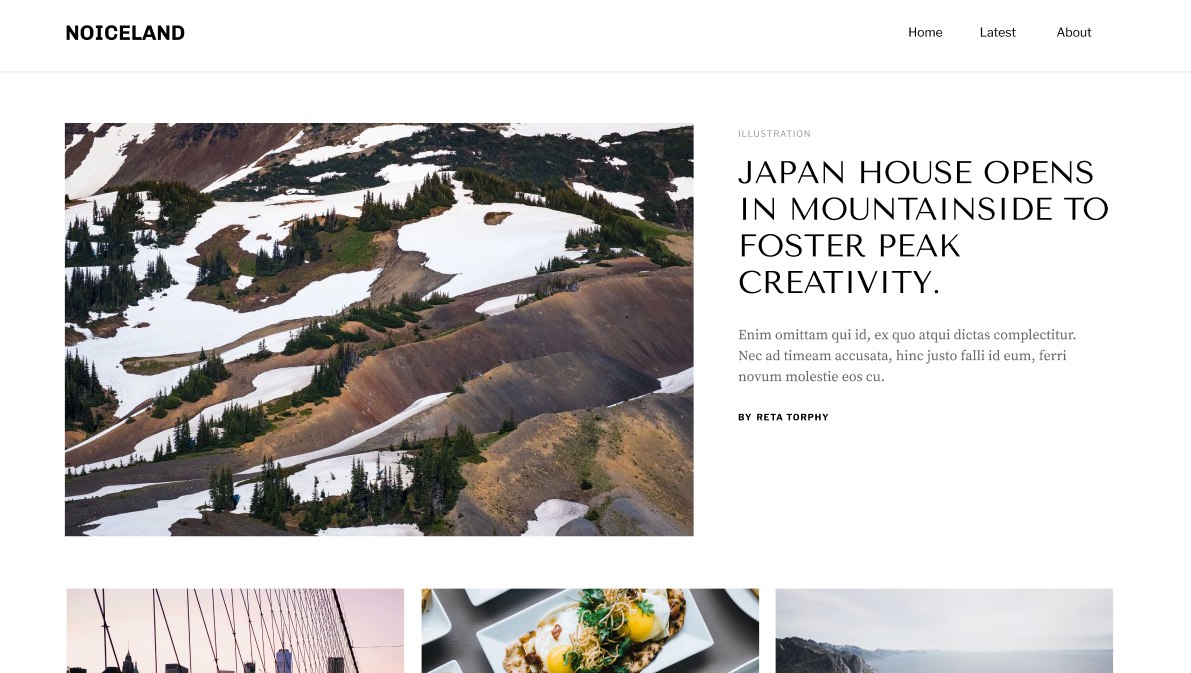 NOICELAND
Home Latest About
ILLUSTRATION
JAPAN HOUSE OPENS
IN MOUNTAINSIDE TO
FOSTER PEAK
CREATIVITY.
Enim omittam qui id, ex quo atqui dictas complectitur.
Nec ad timeam accusata, hinc justo falli id eum, ferri
novum molestie eos cu.
BY RETA TORPHY